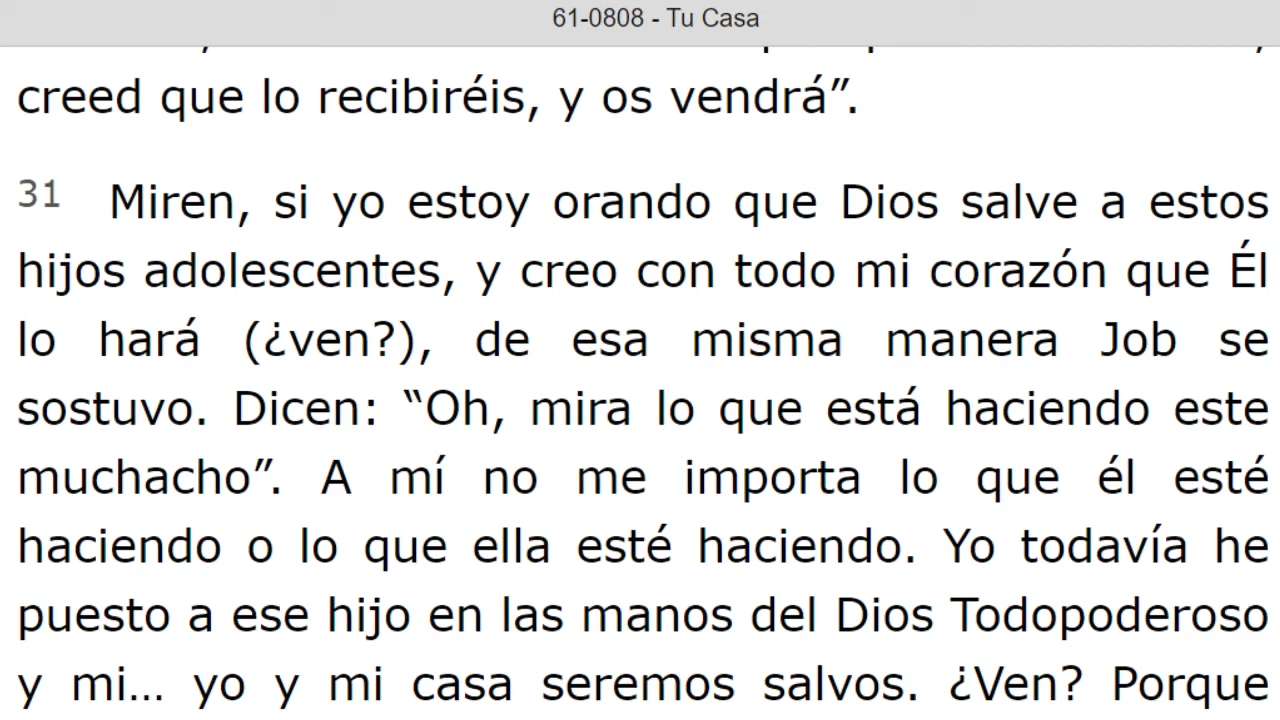 61-0808 - Tu Casa
creed que lo recibiréis, y os vendrá”.
31 Miren, si yo estoy orando que Dios salve a estos
hijos adolescentes, y creo con todo mi corazón que Él
lo hará (¿ven?), de esa misma manera Job se
sostuvo. Dicen: “Oh, mira lo que está haciendo este
muchacho”. A mí no me importa lo que él esté
haciendo o lo que ella esté haciendo. Yo todavía he
puesto a ese hijo en las manos del Dios Todopoderoso
y mi… yo y mi casa seremos salvos. ¿Ven? Porque